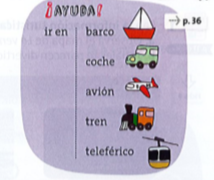 ¡AYUDA!
→ p. 36
ir en barco
coche
avión
tren
teleférico